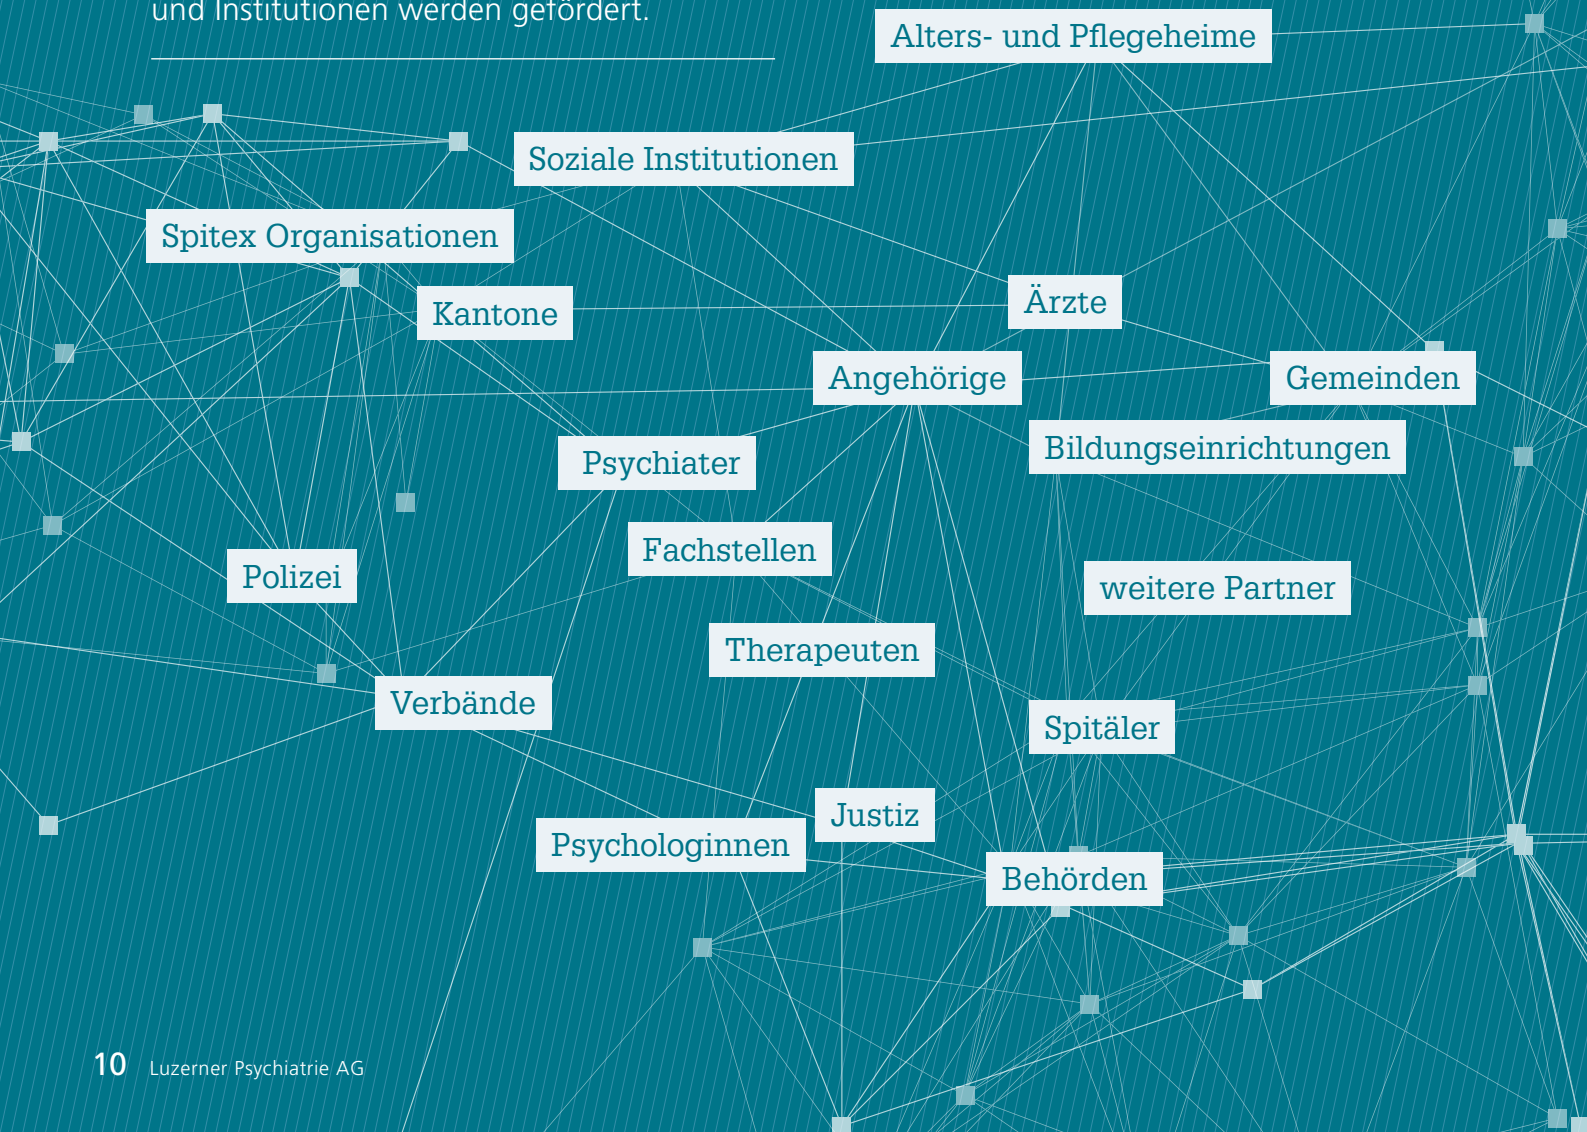 und Institutionen werden gefördert.
Alters- und Pflegeheime
Soziale Institutionen
Spitex Organisationen
Kantone
Ärzte
Angehörige
Gemeinden
Bildungseinrichtungen
Psychiater
Fachstellen
Polizei
weitere Partner
Therapeuten
Verbände
Spitäler
Justiz
Psychologinnen
Behörden
10 Luzerner Psychiatrie AG